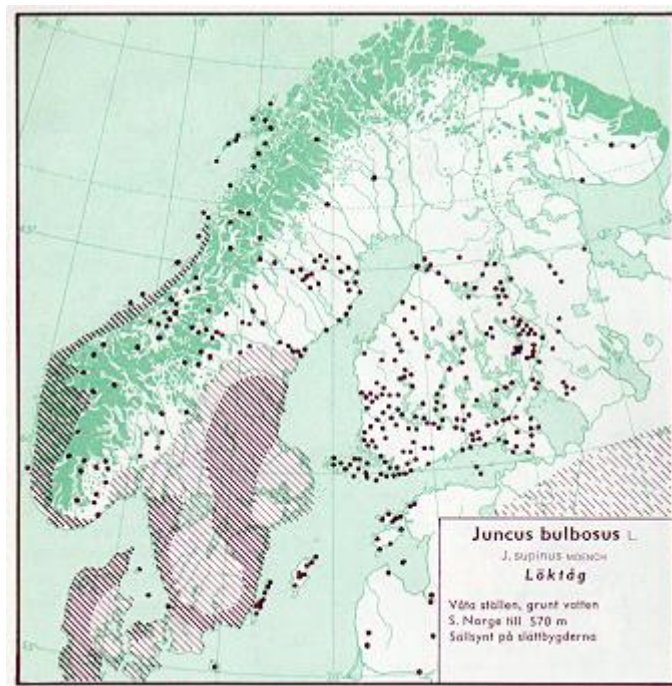 Juncus bulbosus L.
J. supinus MOENCH
Löktåg
Våta ställen, grunt vatten
S. Norge till 570 m
Sällsynt på slättbygderna